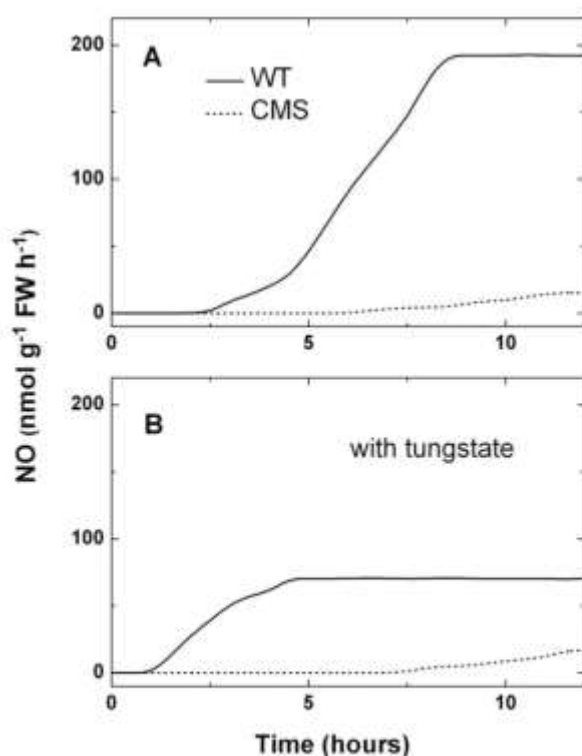 A
WT
CMS
200
100
0
0 5 10
B
with tungstate
200
100
0
0 5 10
NO (nmol g⁻¹ FW h⁻¹)
Time (hours)